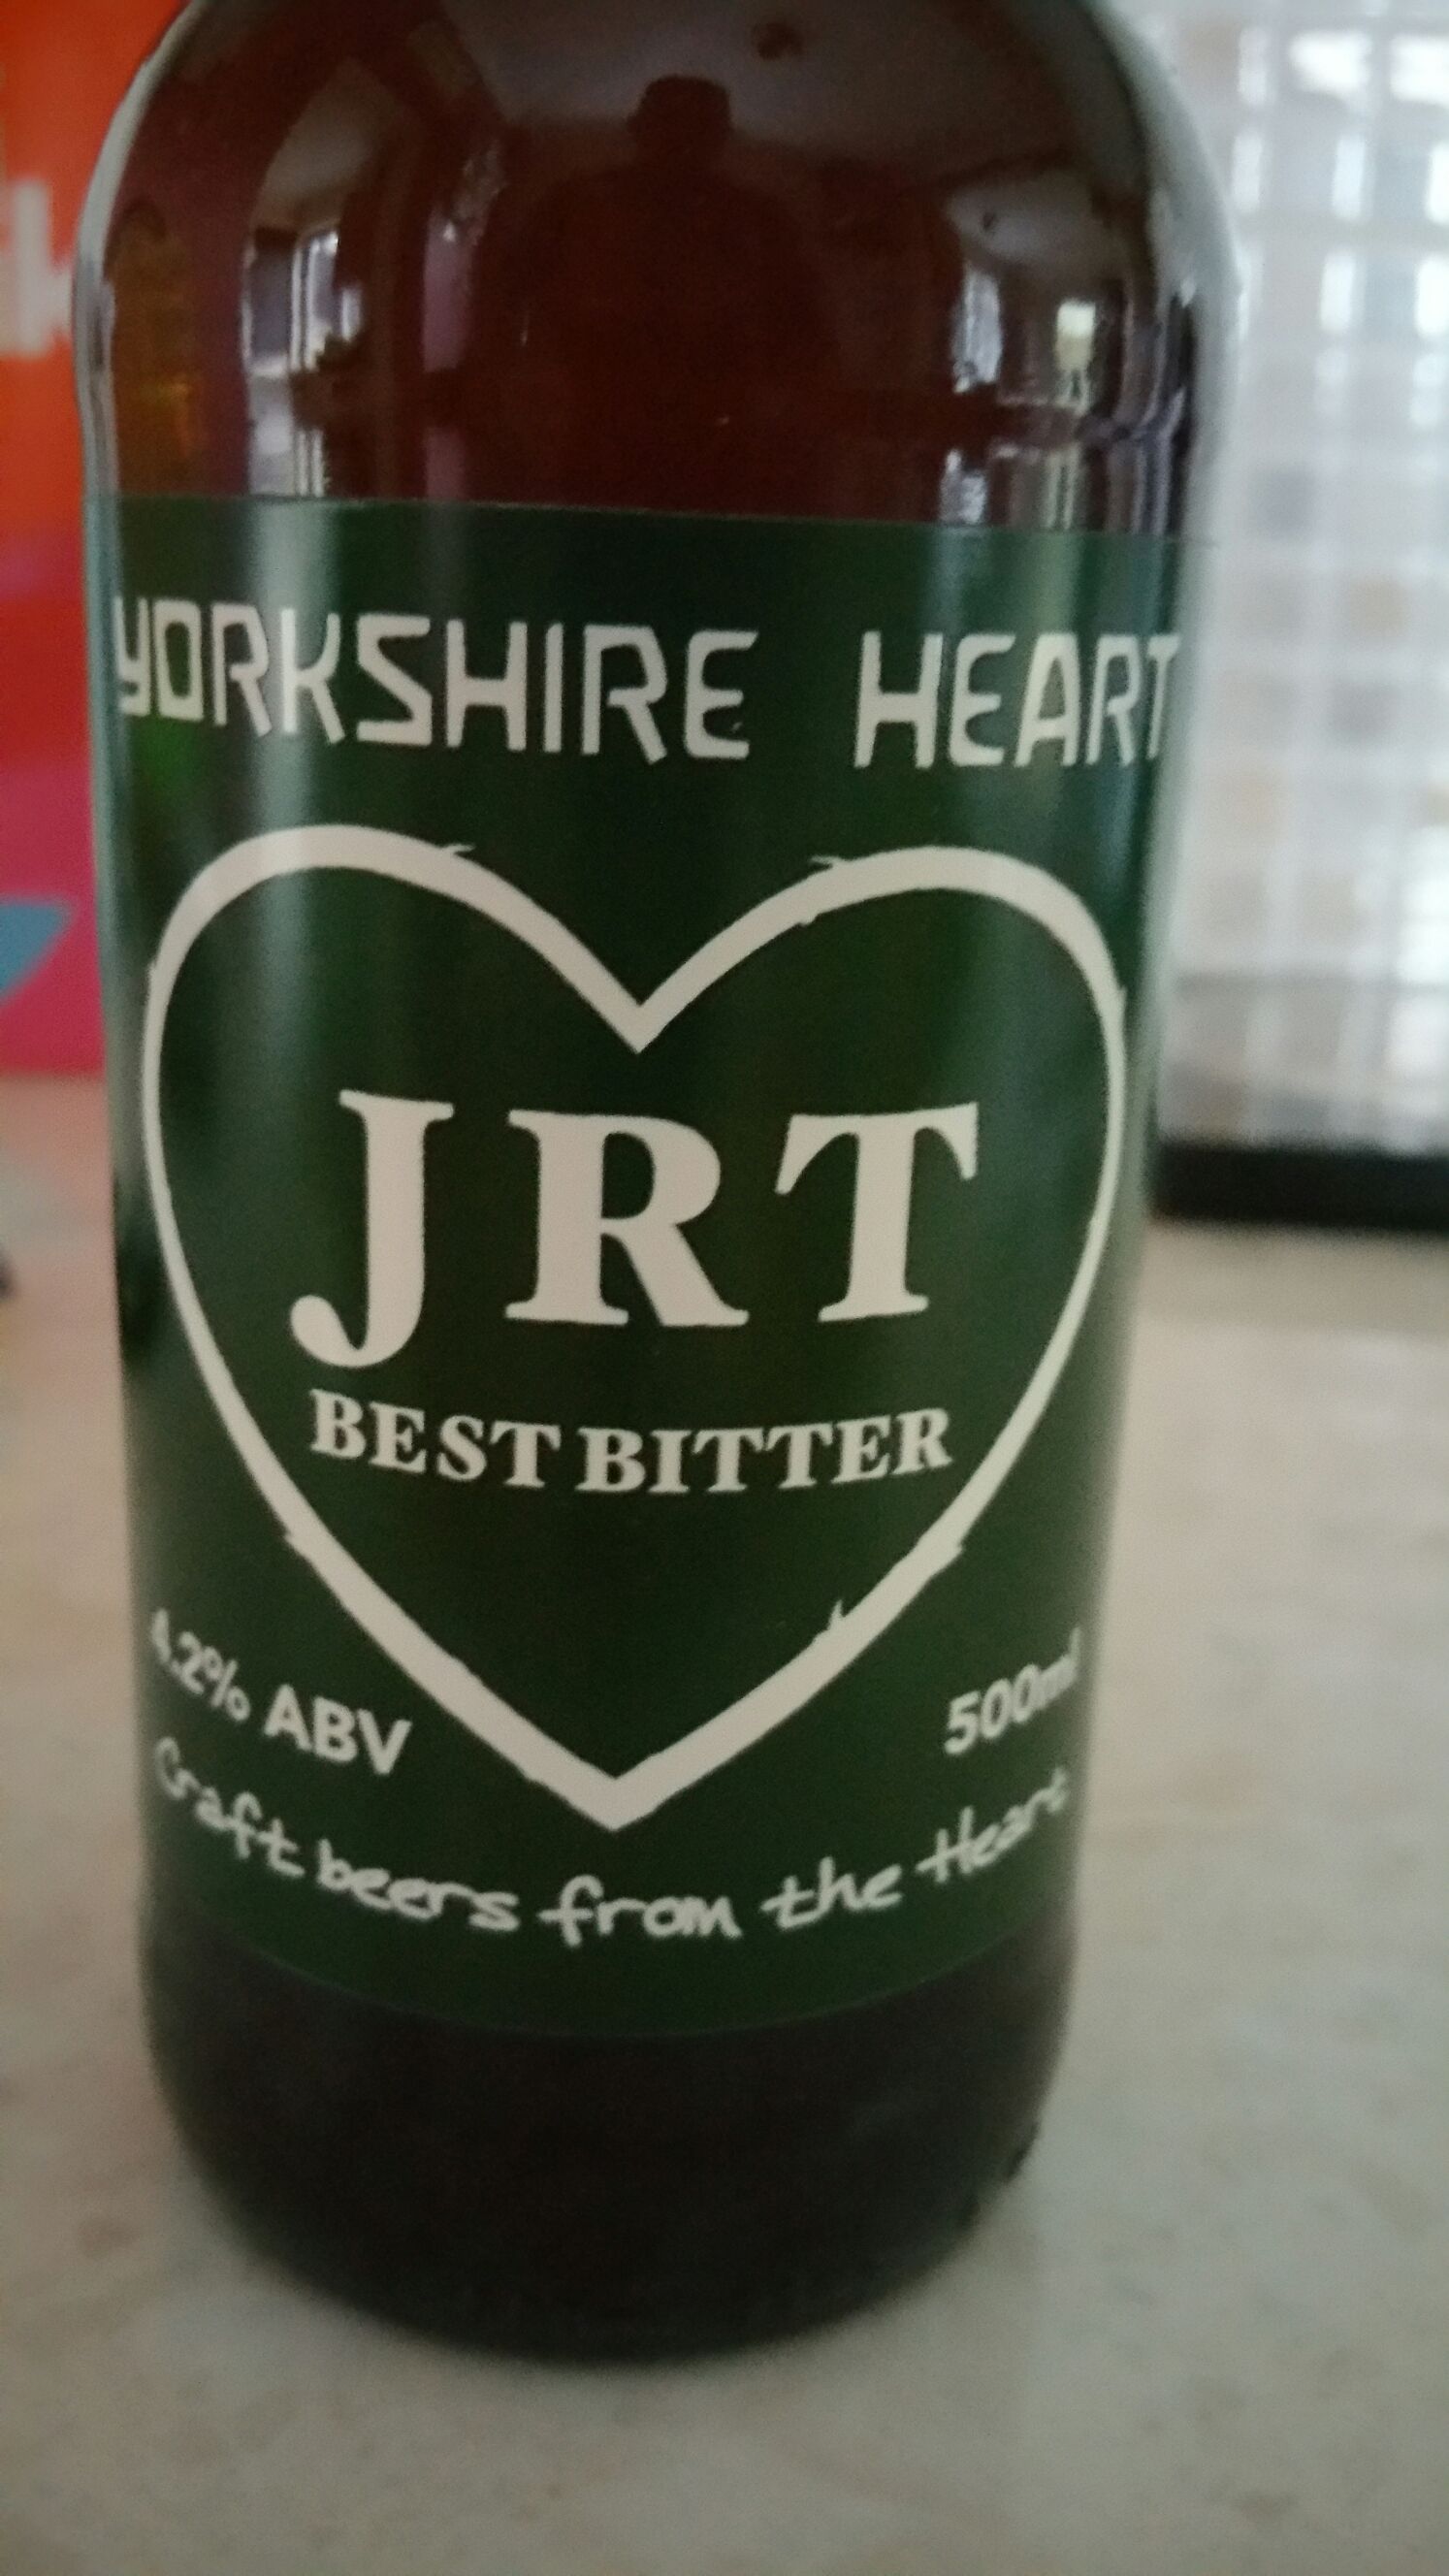 YORKSHIRE HEART
JRT
BEST BITTER
4.2% ABV
500ml
Craft beers from the Heart